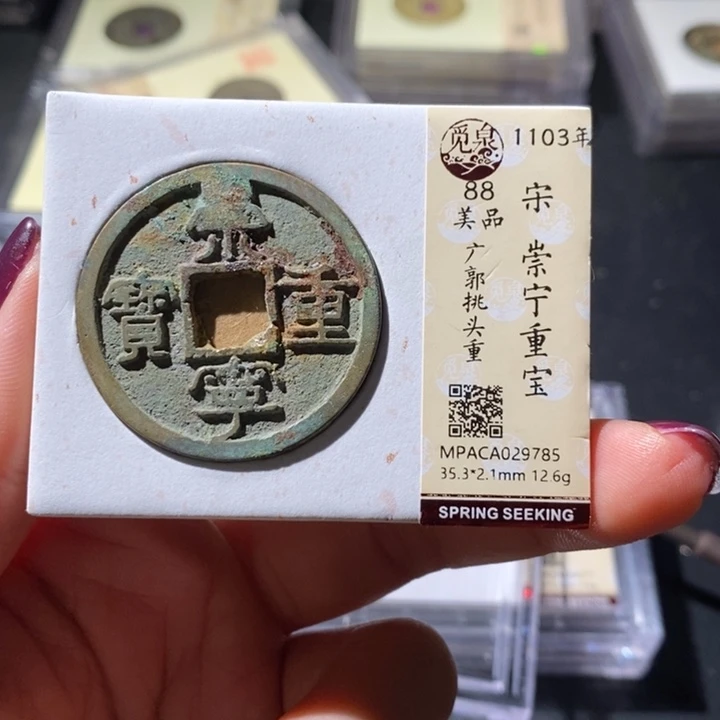 崇
重
寧
寶
觅泉
1103年
88
美品
宋 崇宁重宝
广郭挑头重
MPACA029785
35.3*2.1mm 12.6g
SPRING SEEKING